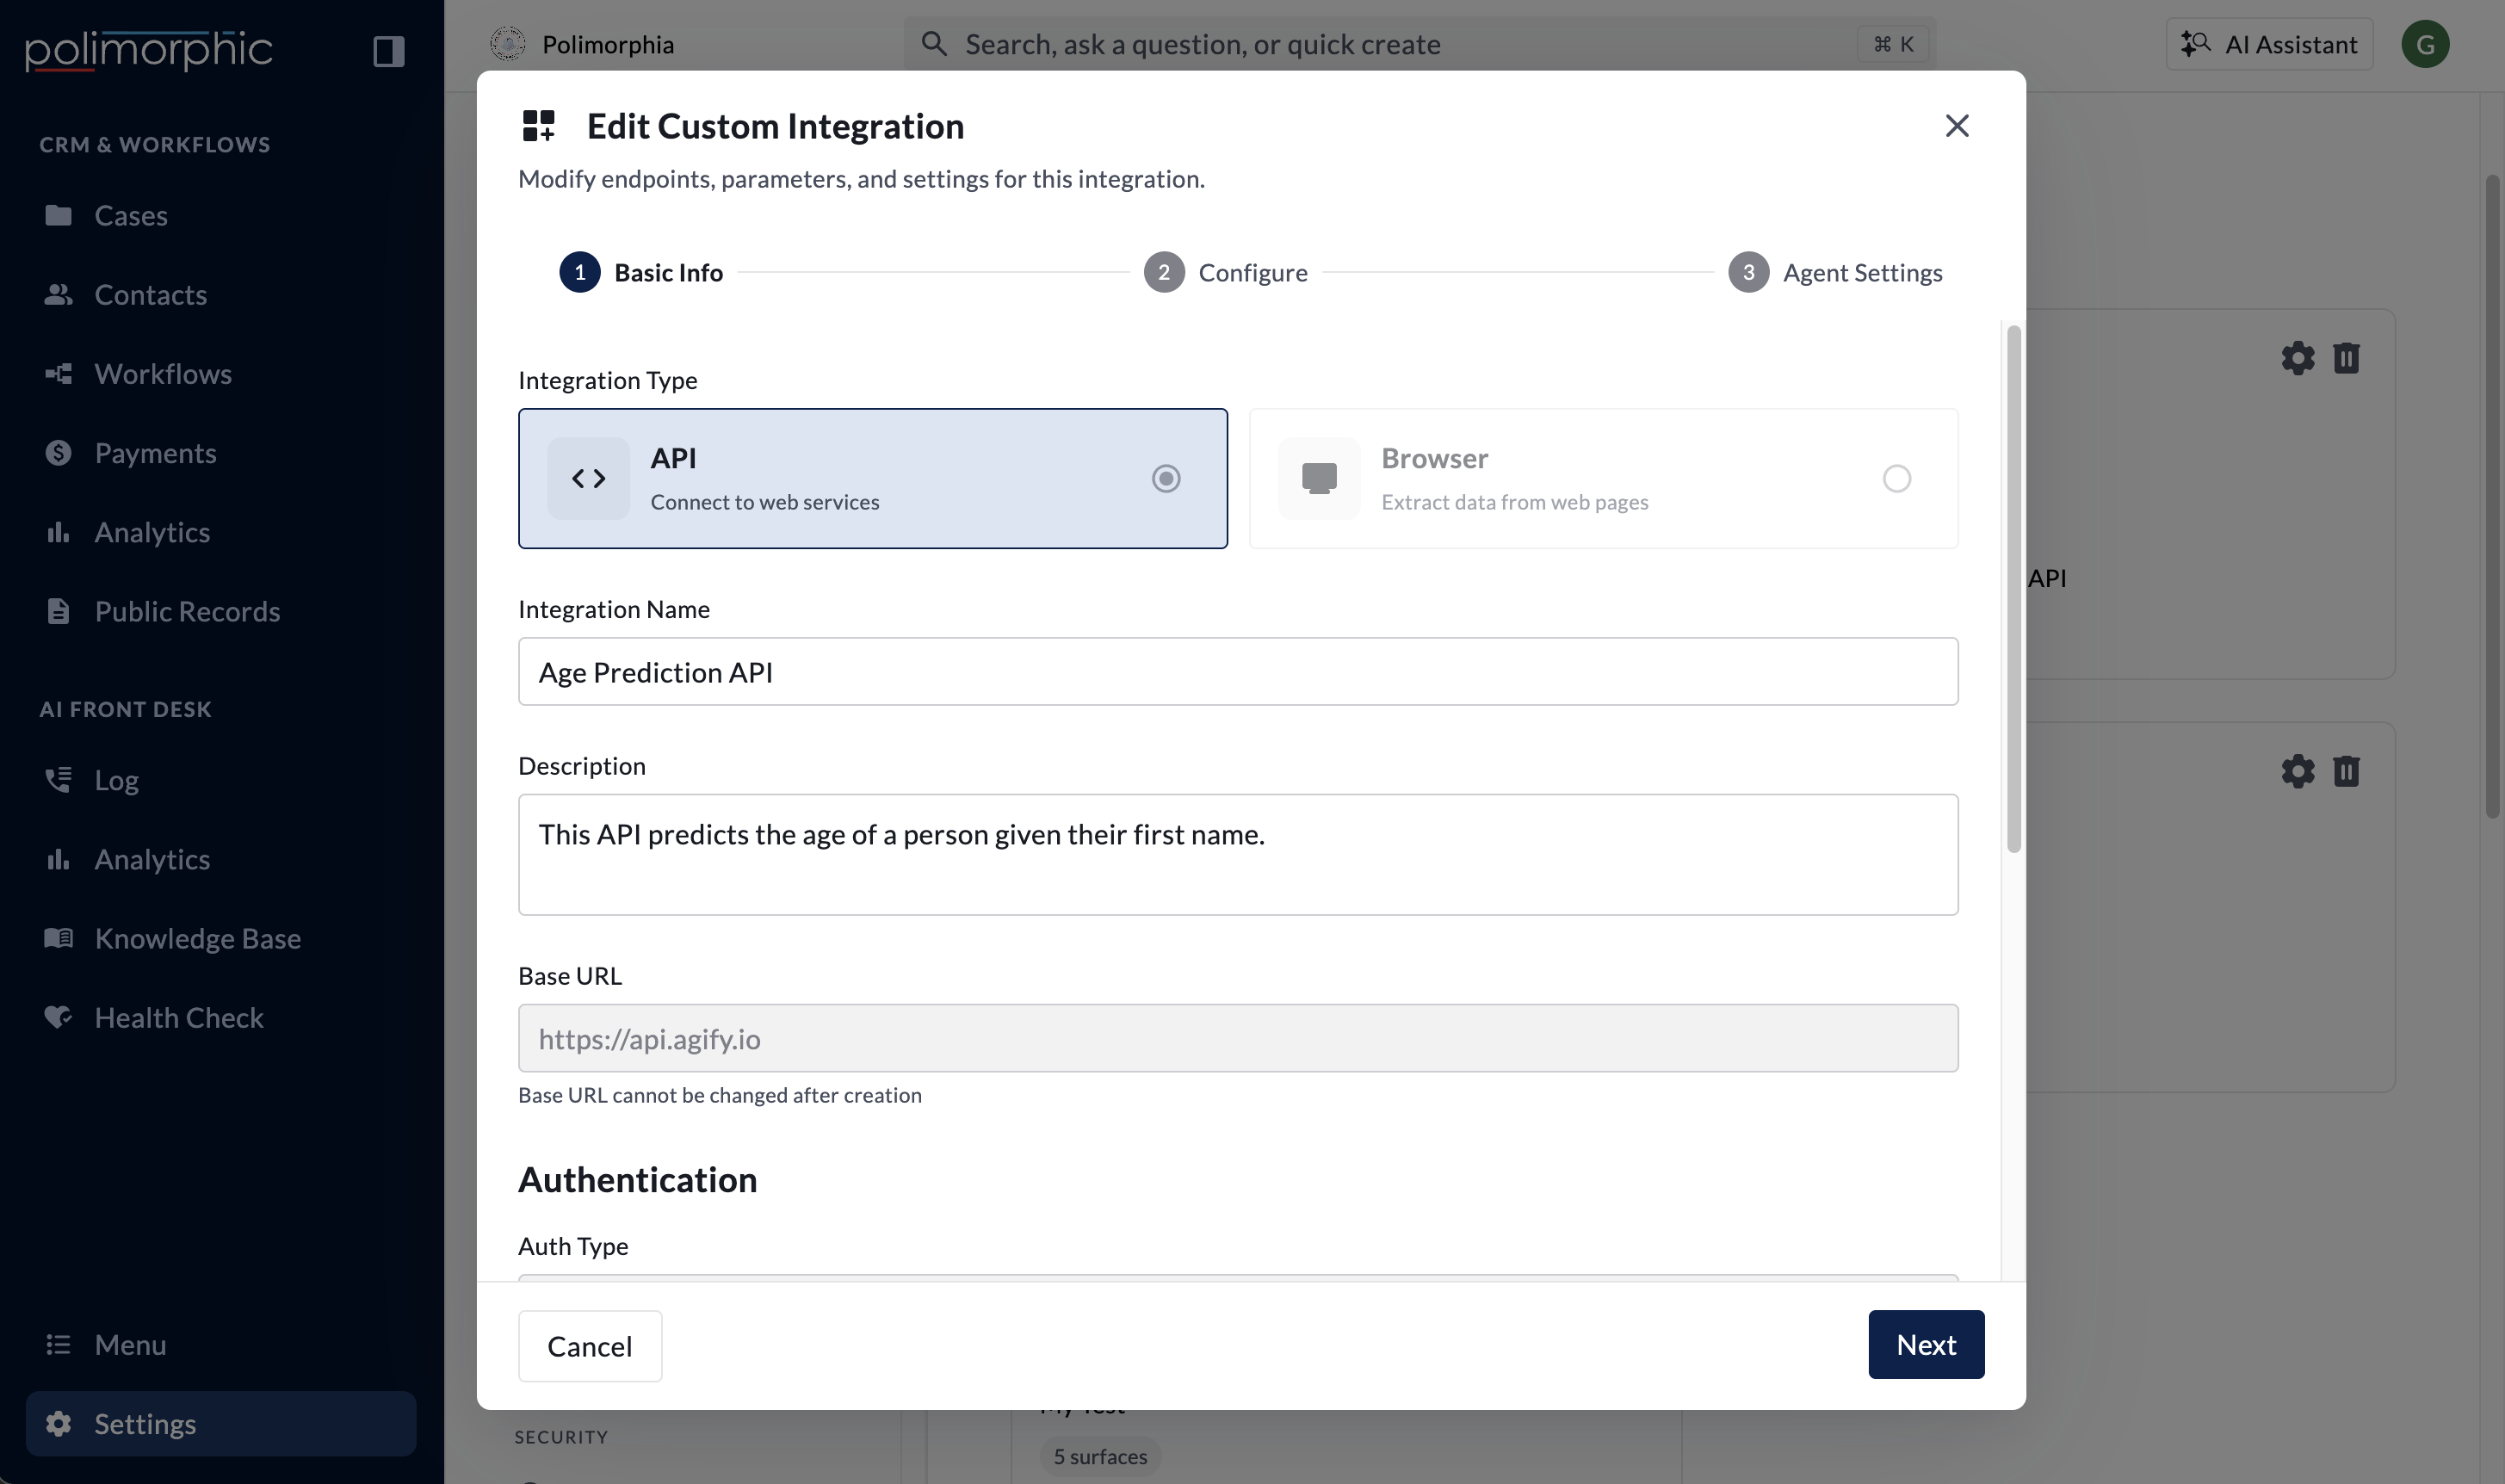 polimorphic
CRM & WORKFLOWS
Cases
Contacts
Workflows
Payments
Analytics
Public Records
AI FRONT DESK
Log
Analytics
Knowledge Base
Health Check
Menu
Settings
Polimorphia
Search, ask a question, or quick create
⌘ K
AI Assistant
G
Edit Custom Integration
Modify endpoints, parameters, and settings for this integration.
1 Basic Info
2 Configure
3 Agent Settings
Integration Type
API
Connect to web services
Browser
Extract data from web pages
Integration Name
Age Prediction API
Description
This API predicts the age of a person given their first name.
Base URL
https://api.agify.io
Base URL cannot be changed after creation
Authentication
Auth Type
Cancel
Next
API
SECURITY
My Test
5 surfaces